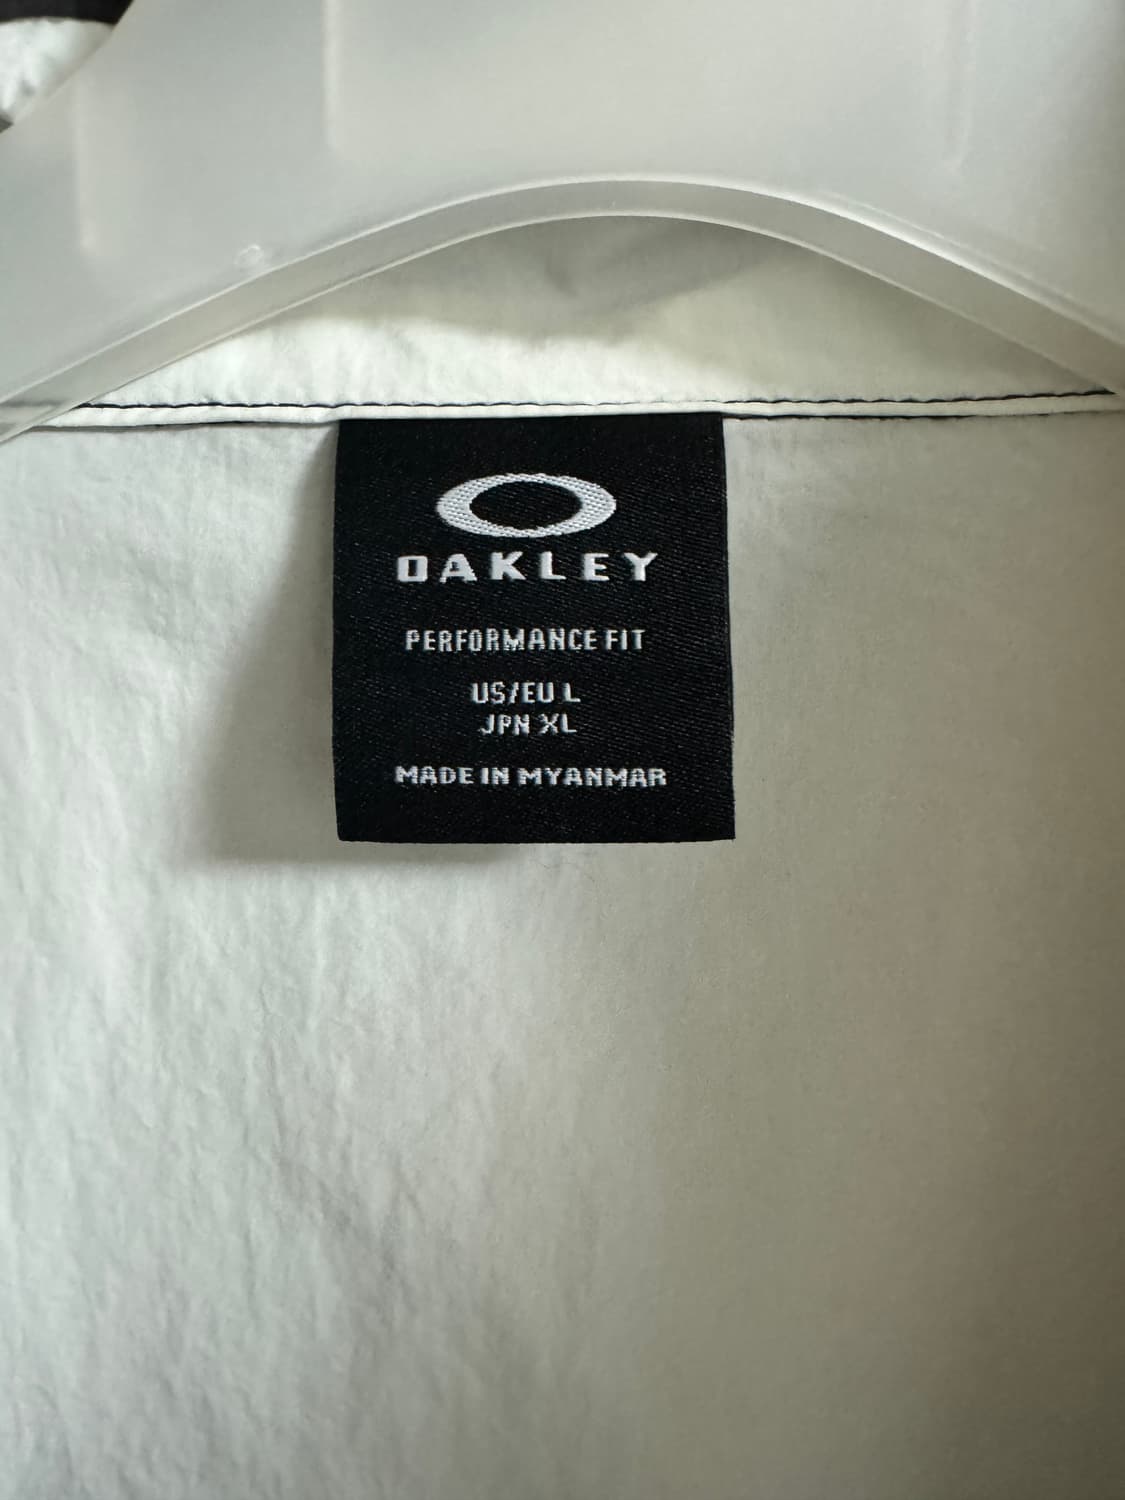 OAKLEY
PERFORMANCE FIT
US/EU L
JPN XL
MADE IN MYANMAR